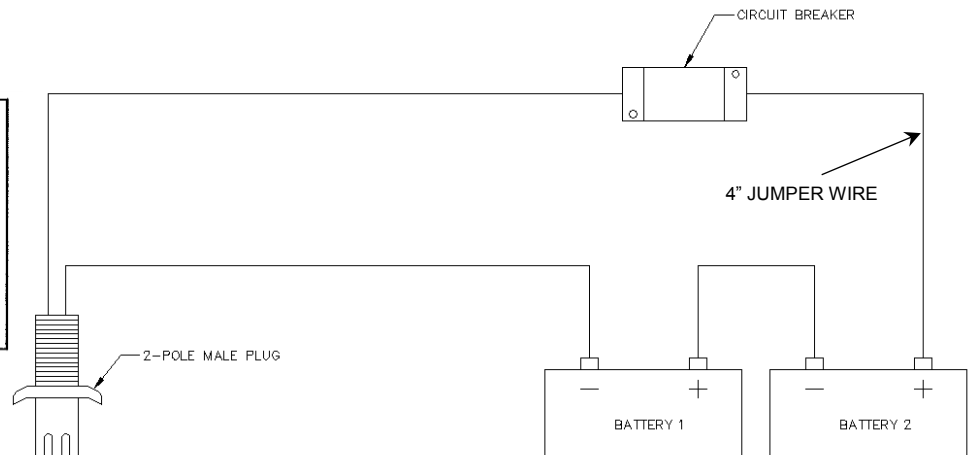 CIRCUIT BREAKER
4” JUMPER WIRE
2-POLE MALE PLUG
− + − +
BATTERY 1 BATTERY 2